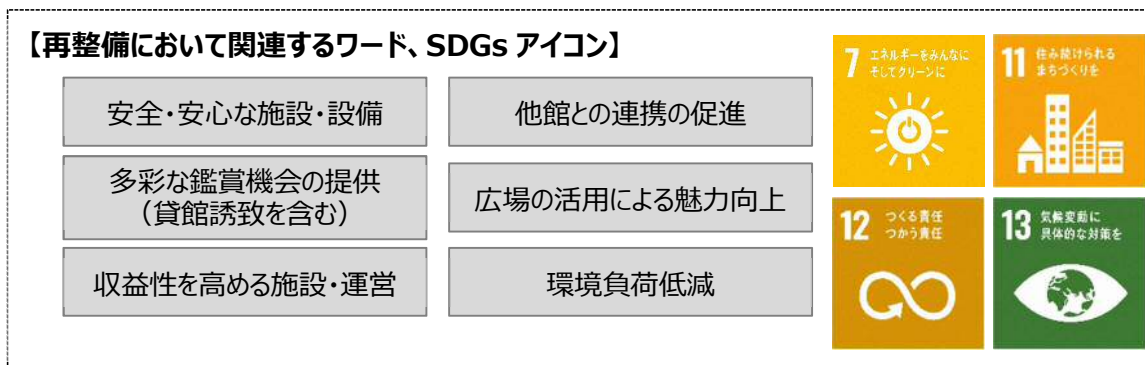 【再整備において関連するワード、SDGs アイコン】
安全・安心な施設・設備
他館との連携の促進
多彩な鑑賞機会の提供
（貸館誘致を含む）
広場の活用による魅力向上
収益性を高める施設・運営
環境負荷低減
7 エネルギーをみんなに
そしてクリーンに
11 住み続けられる
まちづくりを
12 つくる責任
つかう責任
13 気候変動に
具体的な対策を